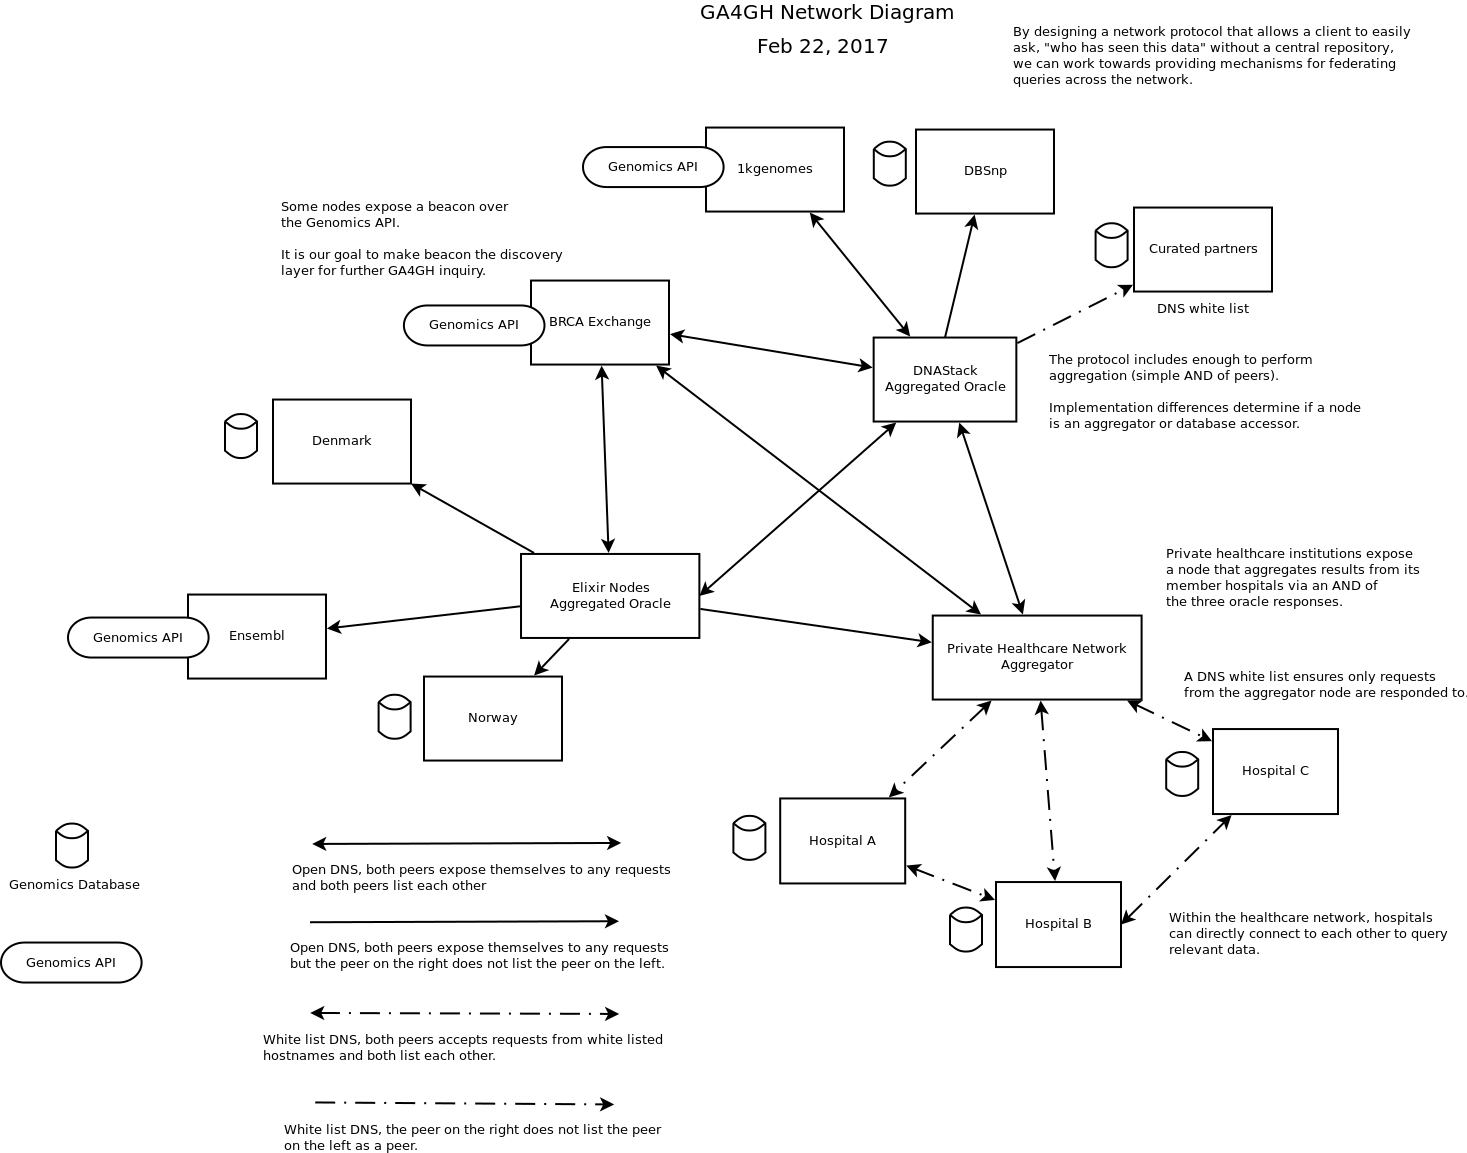 GA4GH Network Diagram
Feb 22, 2017
By designing a network protocol that allows a client to easily
ask, "who has seen this data" without a central repository,
we can work towards providing mechanisms for federating
queries across the network.
Genomics API
1kgenomes
DBSnp
Some nodes expose a beacon over
the Genomics API.
It is our goal to make beacon the discovery
layer for further GA4GH inquiry.
Curated partners
DNS white list
Genomics API
BRCA Exchange
DNAStack
Aggregated Oracle
The protocol includes enough to perform
aggregation (simple AND of peers).
Implementation differences determine if a node
is an aggregator or database accessor.
Denmark
Elixir Nodes
Aggregated Oracle
Private healthcare institutions expose
a node that aggregates results from its
member hospitals via an AND of
the three oracle responses.
Genomics API
Ensembl
Private Healthcare Network
Aggregator
A DNS white list ensures only requests
from the aggregator node are responded to.
Norway
Hospital C
Hospital A
Hospital B
Within the healthcare network, hospitals
can directly connect to each other to query
relevant data.
Genomics Database
Genomics API
Open DNS, both peers expose themselves to any requests
and both peers list each other
Open DNS, both peers expose themselves to any requests
but the peer on the right does not list the peer on the left.
White list DNS, both peers accepts requests from white listed
hostnames and both list each other.
White list DNS, the peer on the right does not list the peer
on the left as a peer.